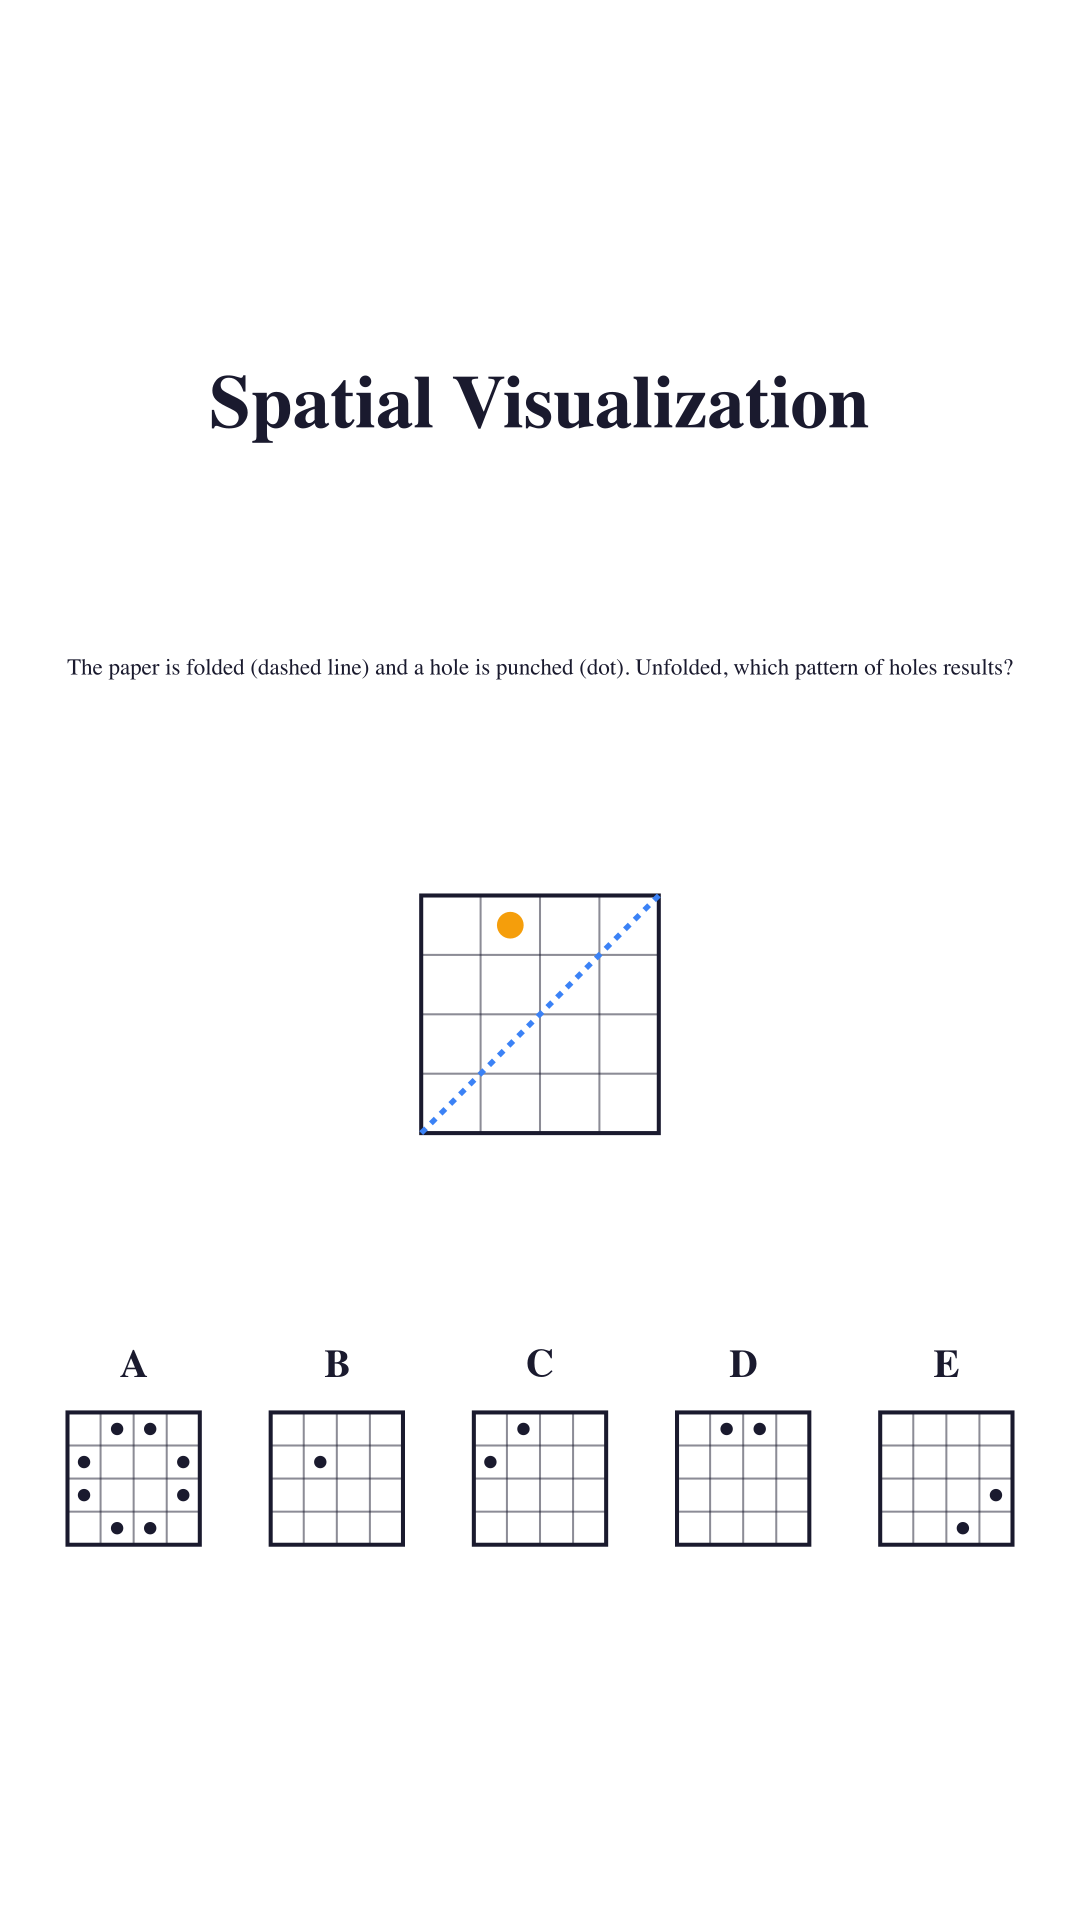 Spatial Visualization
The paper is folded (dashed line) and a hole is punched (dot). Unfolded, which pattern of holes results?
A B C D E